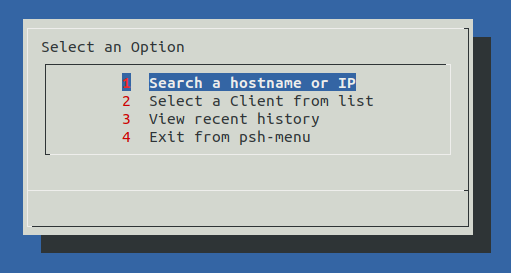 Select an Option
1 Search a hostname or IP
2 Select a Client from list
3 View recent history
4 Exit from psh-menu